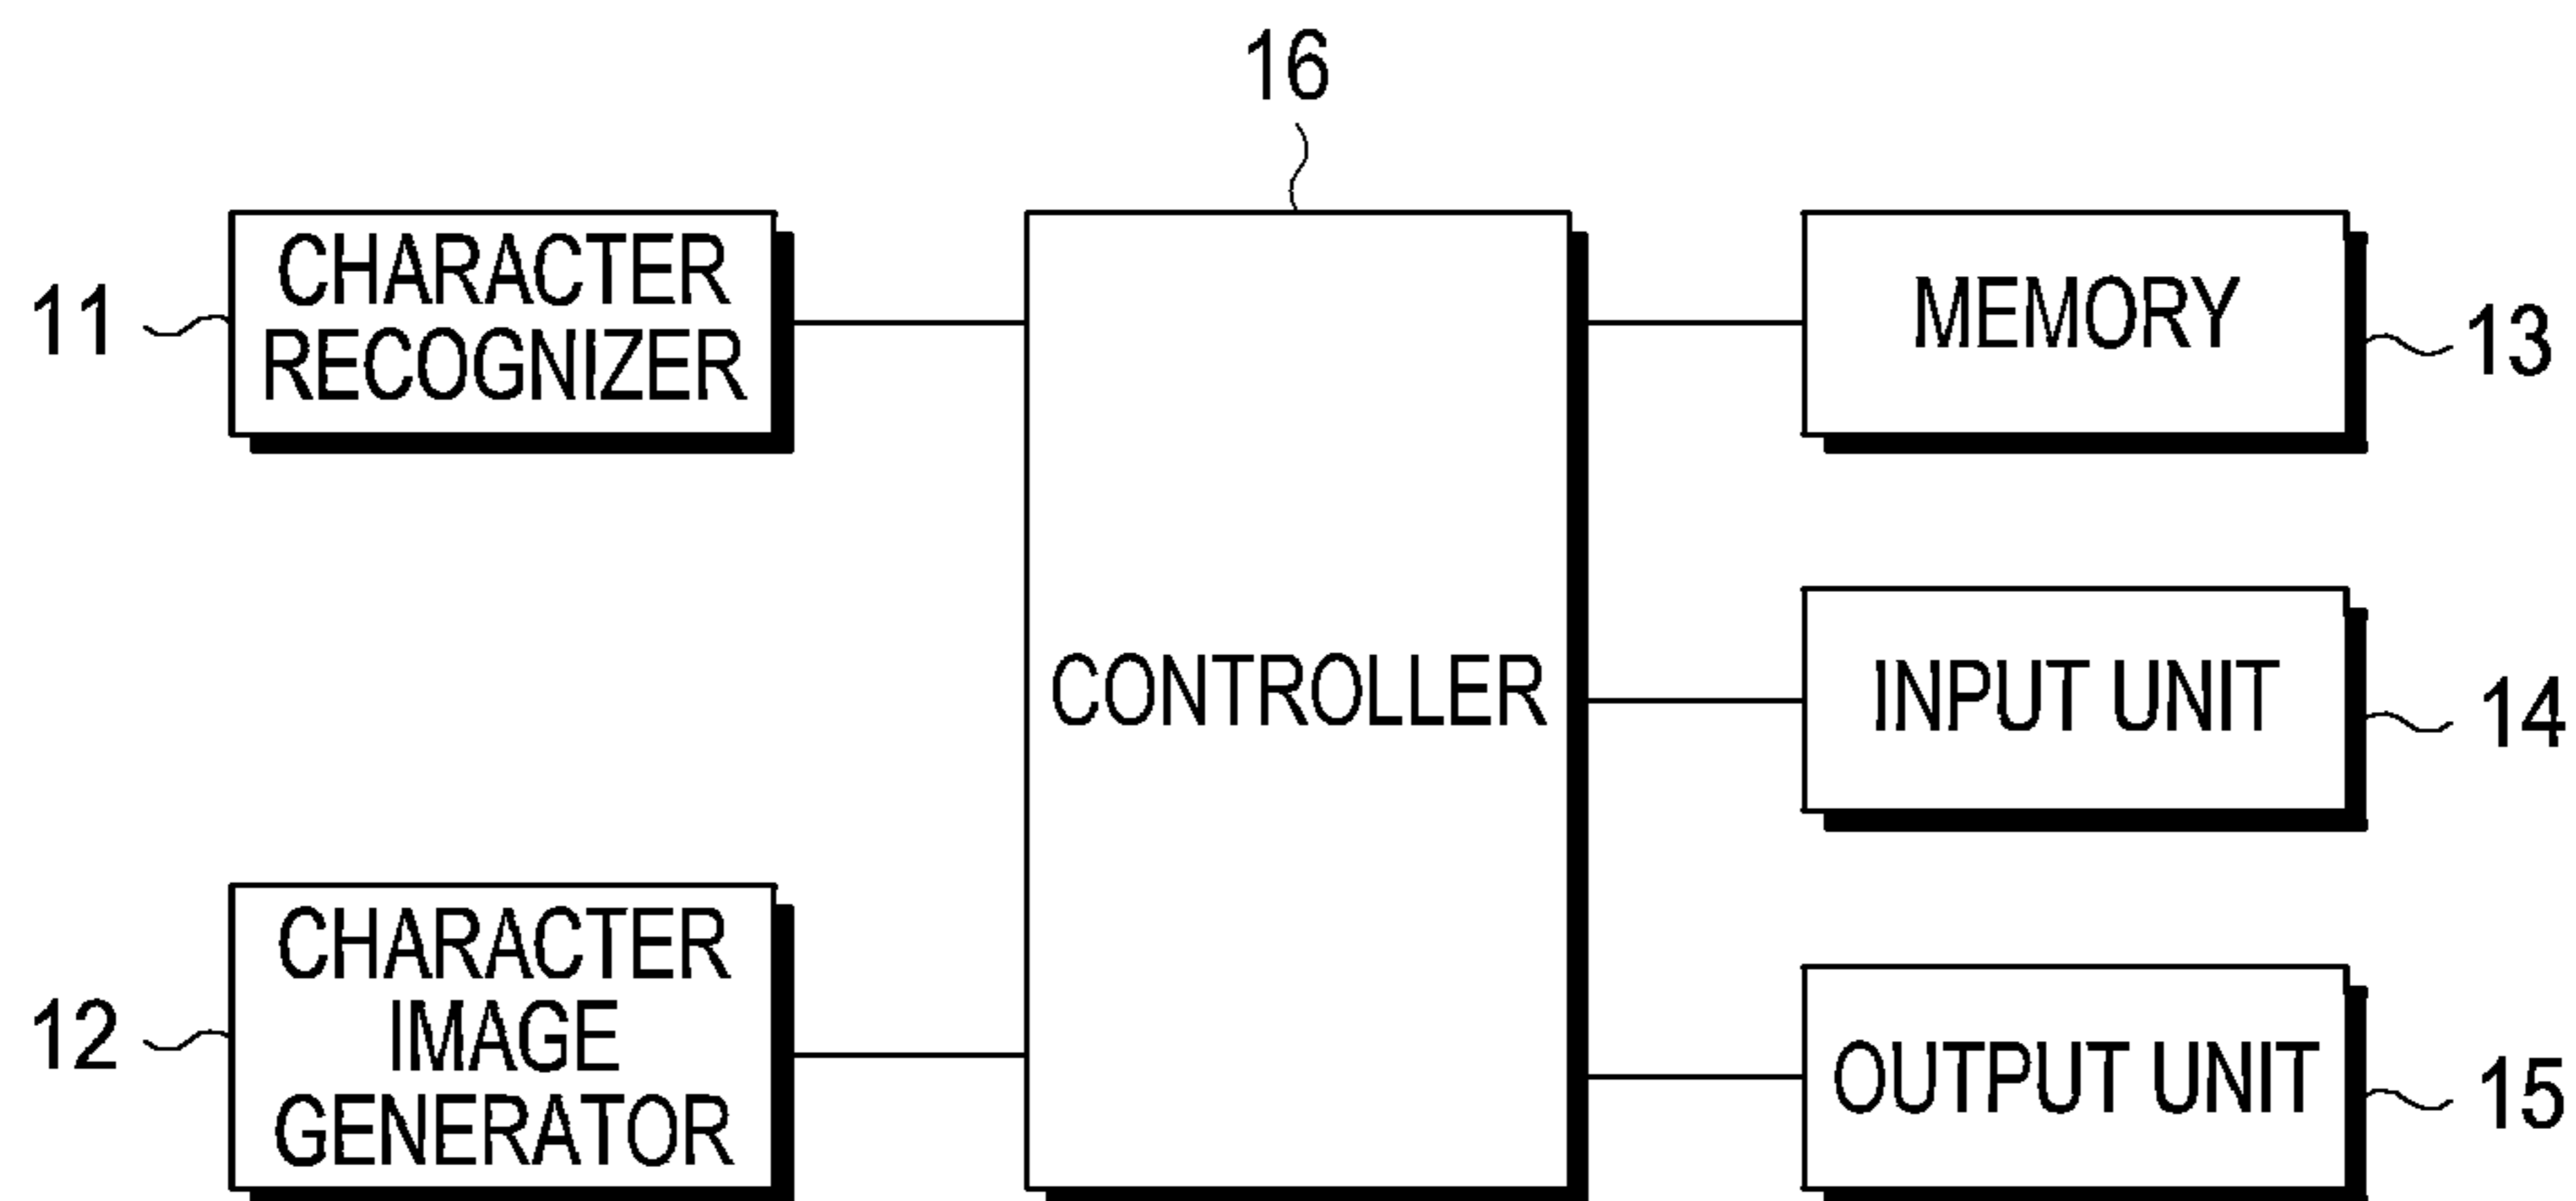 16
11
CHARACTER
RECOGNIZER
MEMORY
13
CONTROLLER
INPUT UNIT
14
12
CHARACTER
IMAGE
GENERATOR
OUTPUT UNIT
15